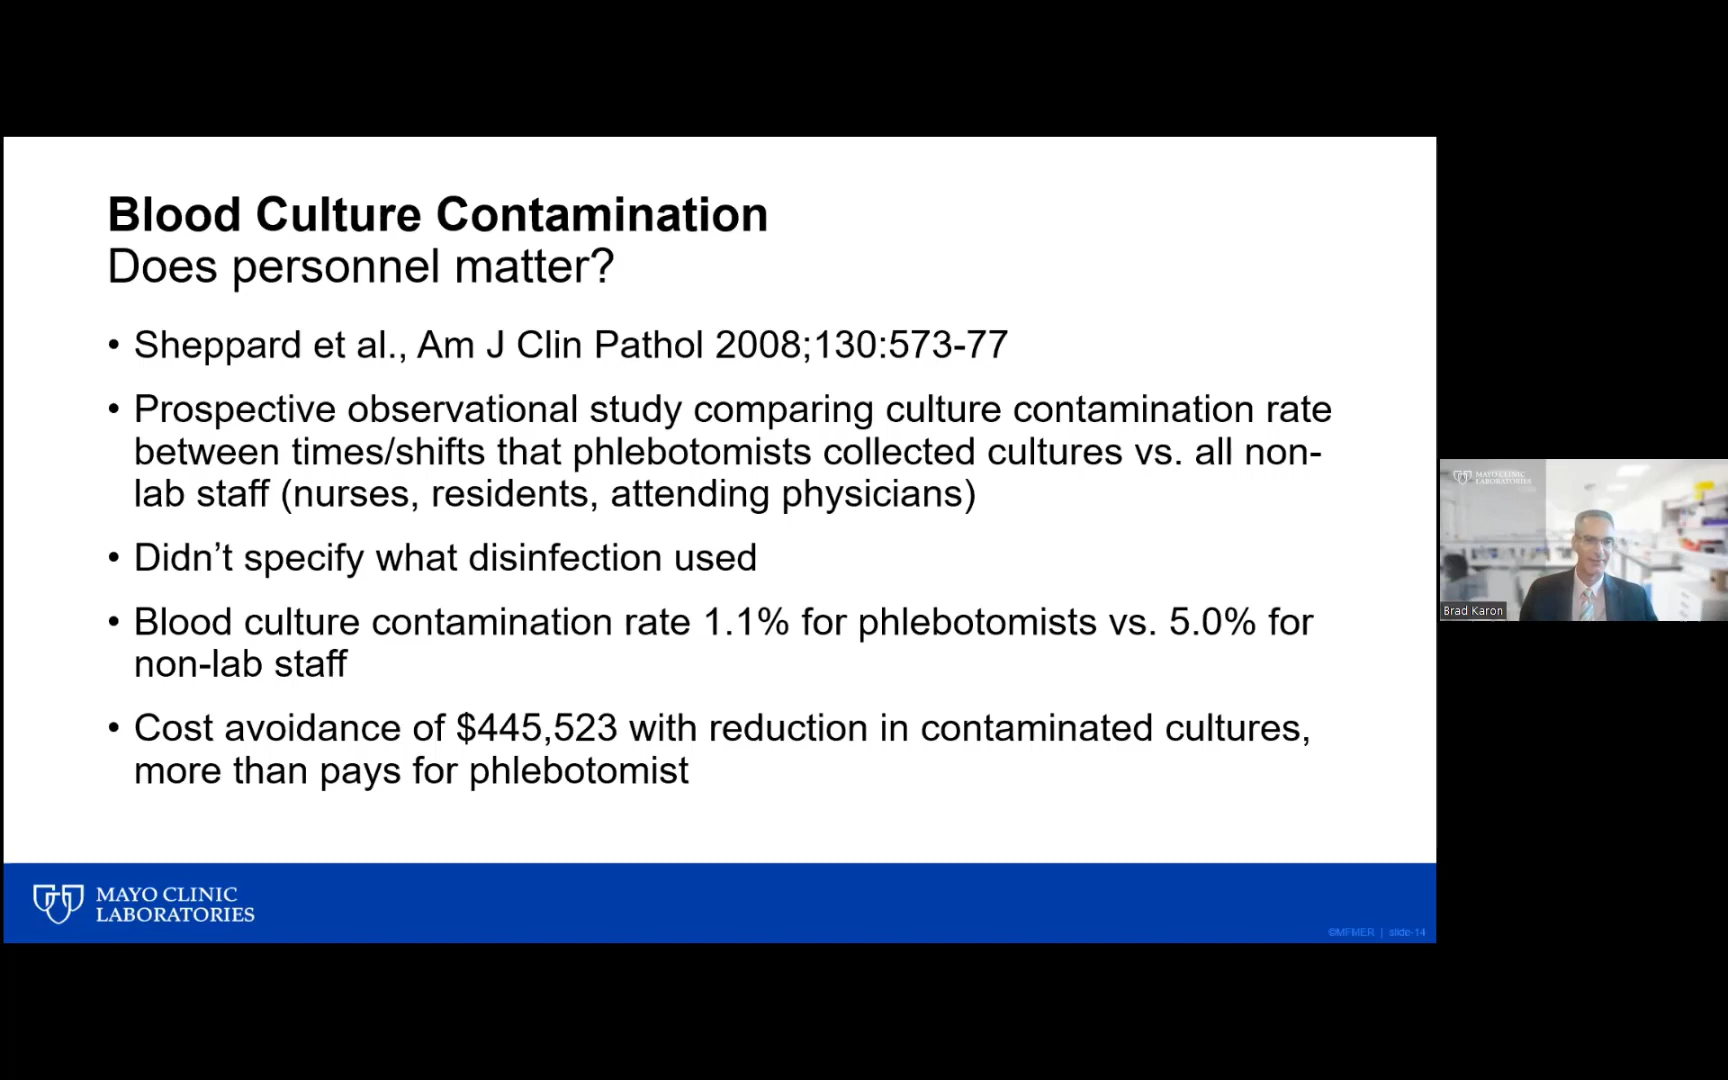 Blood Culture Contamination
Does personnel matter?
• Sheppard et al., Am J Clin Pathol 2008;130:573-77
• Prospective observational study comparing culture contamination rate
between times/shifts that phlebotomists collected cultures vs. all non-
lab staff (nurses, residents, attending physicians)
• Didn’t specify what disinfection used
• Blood culture contamination rate 1.1% for phlebotomists vs. 5.0% for
non-lab staff
• Cost avoidance of $445,523 with reduction in contaminated cultures,
more than pays for phlebotomist
MAYO CLINIC
LABORATORIES
©MFMER | slide-14
MAYO CLINIC
LABORATORIES
Brad Karon